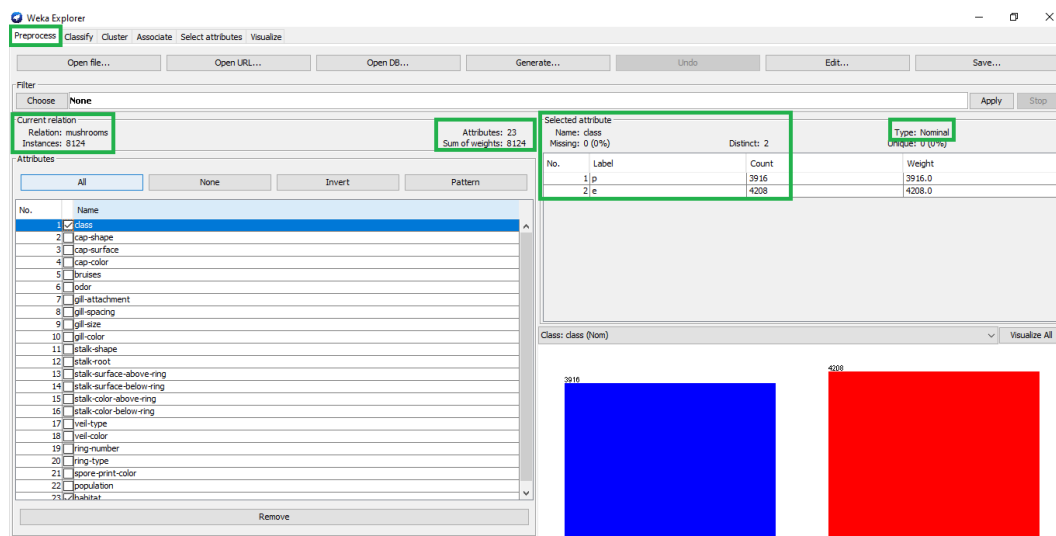 Weka Explorer
Preprocess Classify Cluster Associate Select attributes Visualize
Open file... Open URL... Open DB... Generate... Undo Edit... Save...
Filter
Choose None Apply Stop
Current relation
Relation: mushrooms Attributes: 23
Instances: 8124 Sum of weights: 8124
Attributes
All None Invert Pattern
No. Name
1 class
2 cap-shape
3 cap-surface
4 cap-color
5 bruises
6 odor
7 gill-attachment
8 gill-spacing
9 gill-size
10 gill-color
11 stalk-shape
12 stalk-root
13 stalk-surface-above-ring
14 stalk-surface-below-ring
15 stalk-color-above-ring
16 stalk-color-below-ring
17 veil-type
18 veil-color
19 ring-number
20 ring-type
21 spore-print-color
22 population
23 habitat
Remove
Selected attribute
Name: class Type: Nominal
Missing: 0 (0%) Distinct: 2 Unique: 0 (0%)
No. Label Count Weight
1 p 3916 3916.0
2 e 4208 4208.0
Class: class (Nom) Visualize All
3916
4208